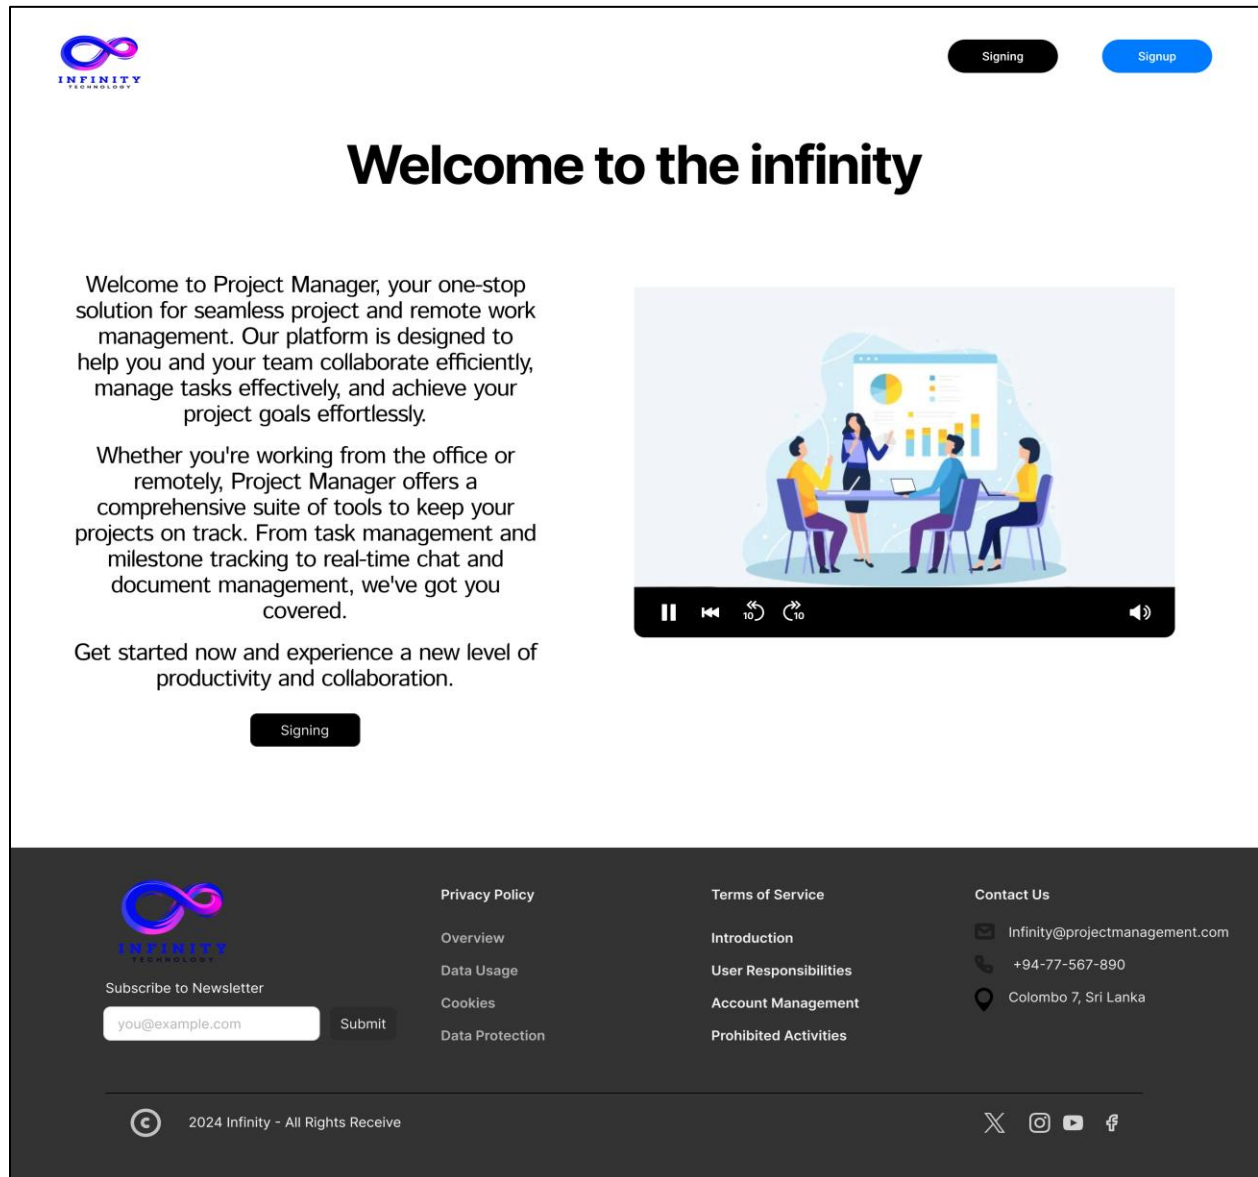 INFINITY
TECHNOLOGY
Signing
Signup
Welcome to the infinity
Welcome to Project Manager, your one-stop
solution for seamless project and remote work
management. Our platform is designed to
help you and your team collaborate efficiently,
manage tasks effectively, and achieve your
project goals effortlessly.
Whether you're working from the office or
remotely, Project Manager offers a
comprehensive suite of tools to keep your
projects on track. From task management and
milestone tracking to real-time chat and
document management, we've got you
covered.
Get started now and experience a new level of
productivity and collaboration.
Signing
10
10
INFINITY
TECHNOLOGY
Subscribe to Newsletter
you@example.com
Submit
Privacy Policy
Overview
Data Usage
Cookies
Data Protection
Terms of Service
Introduction
User Responsibilities
Account Management
Prohibited Activities
Contact Us
Infinity@projectmanagement.com
+94-77-567-890
Colombo 7, Sri Lanka
© 2024 Infinity - All Rights Receive